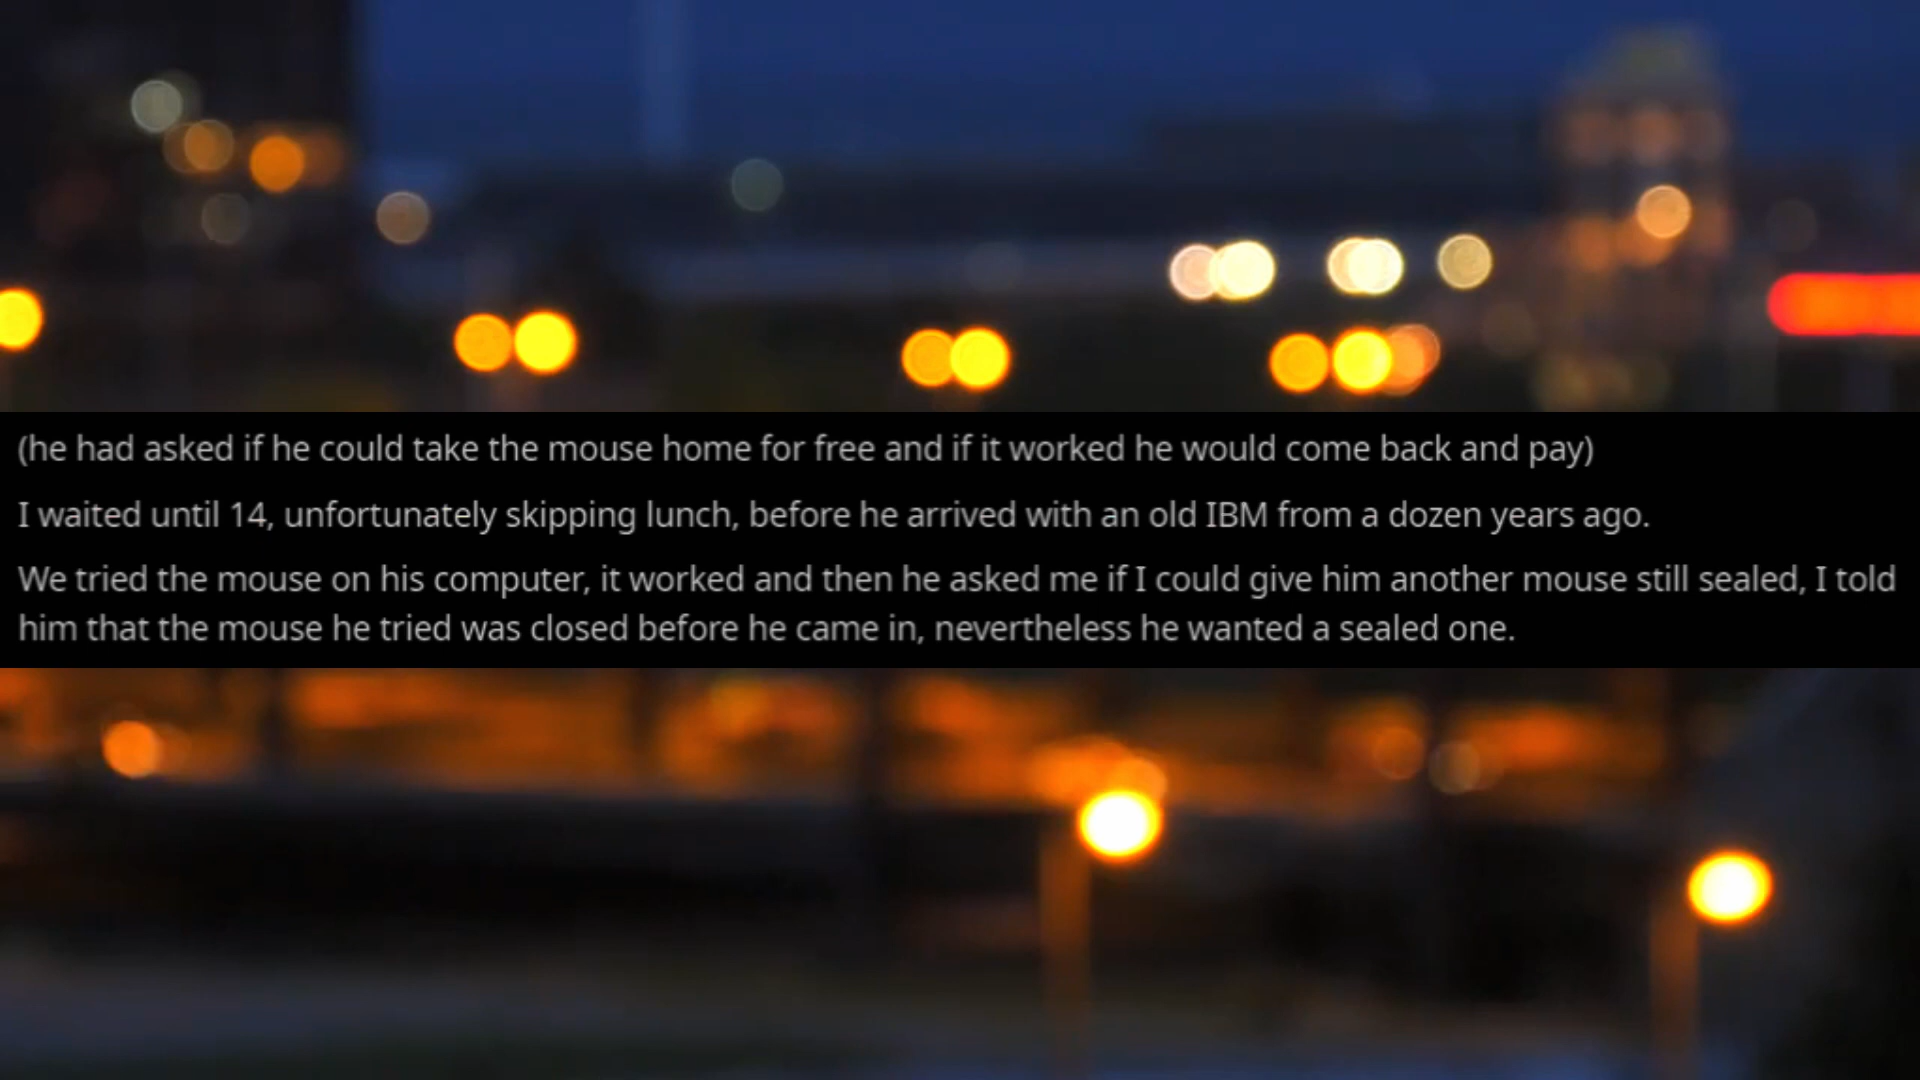 (he had asked if he could take the mouse home for free and if it worked he would come back and pay)
I waited until 14, unfortunately skipping lunch, before he arrived with an old IBM from a dozen years ago.
We tried the mouse on his computer, it worked and then he asked me if I could give him another mouse still sealed, I told
him that the mouse he tried was closed before he came in, nevertheless he wanted a sealed one.